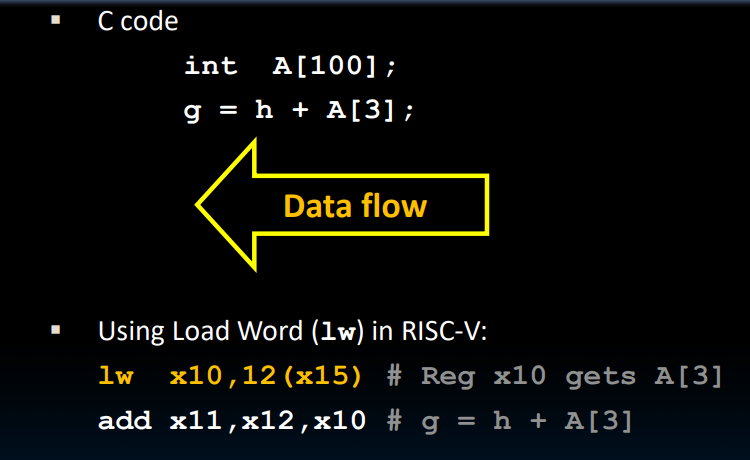 ▪ C code
int A[100];
g = h + A[3];
Data flow
▪ Using Load Word (lw) in RISC-V:
lw x10,12(x15) # Reg x10 gets A[3]
add x11,x12,x10 # g = h + A[3]